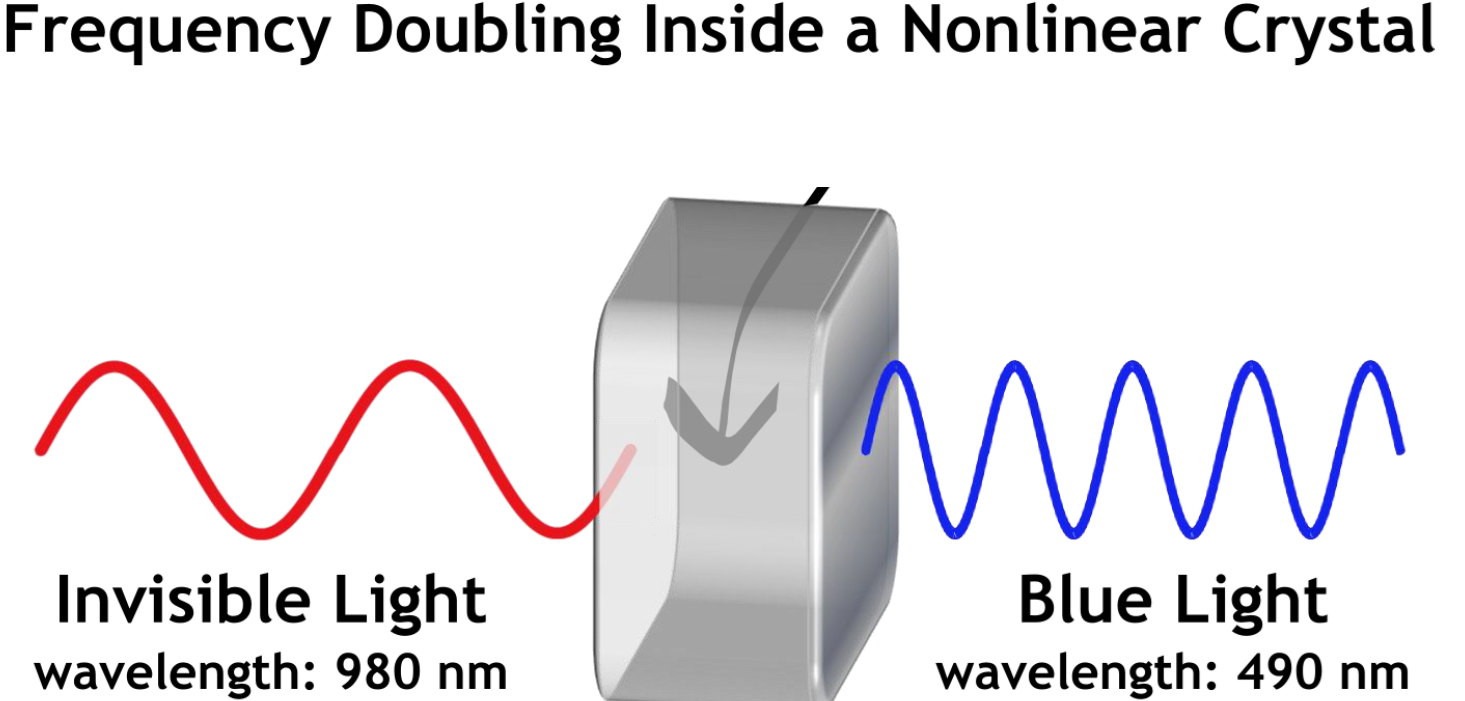 Frequency Doubling Inside a Nonlinear Crystal
Invisible Light
wavelength: 980 nm
Blue Light
wavelength: 490 nm